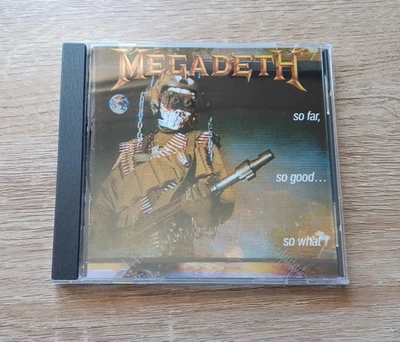 MEGADETH
so far,
so good...
so what!